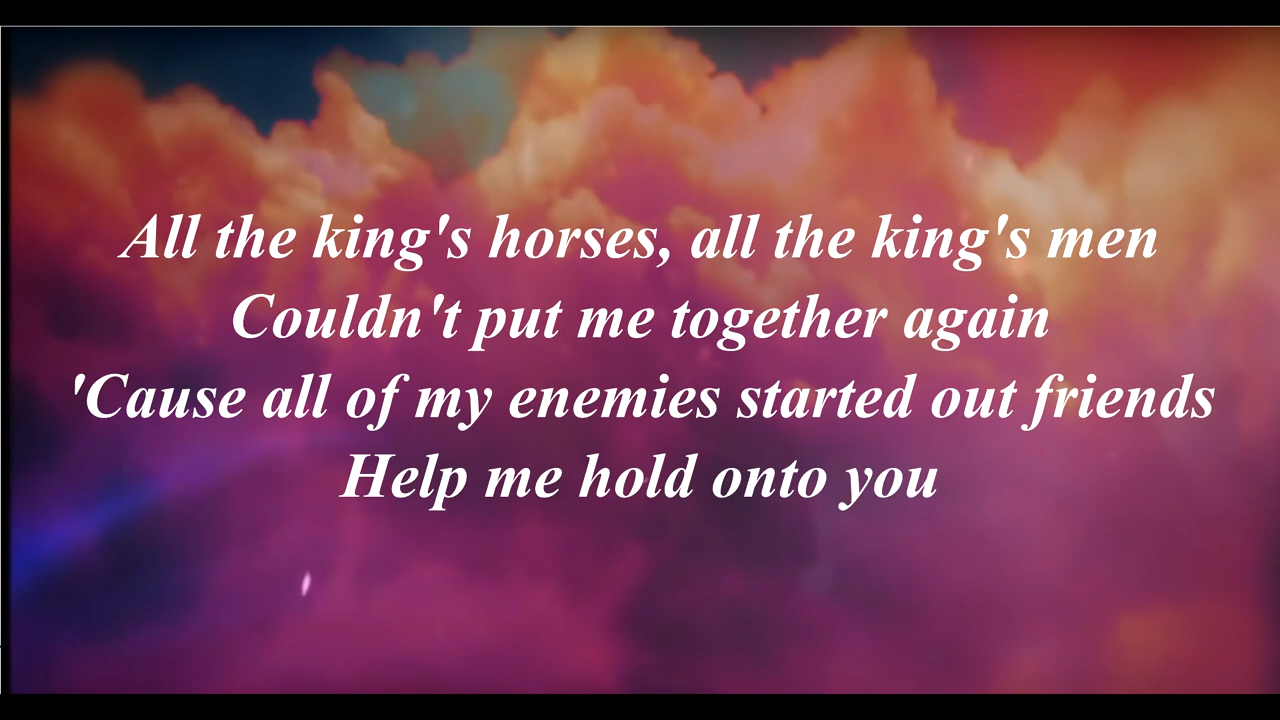 All the king's horses, all the king's men
Couldn't put me together again
'Cause all of my enemies started out friends
Help me hold onto you